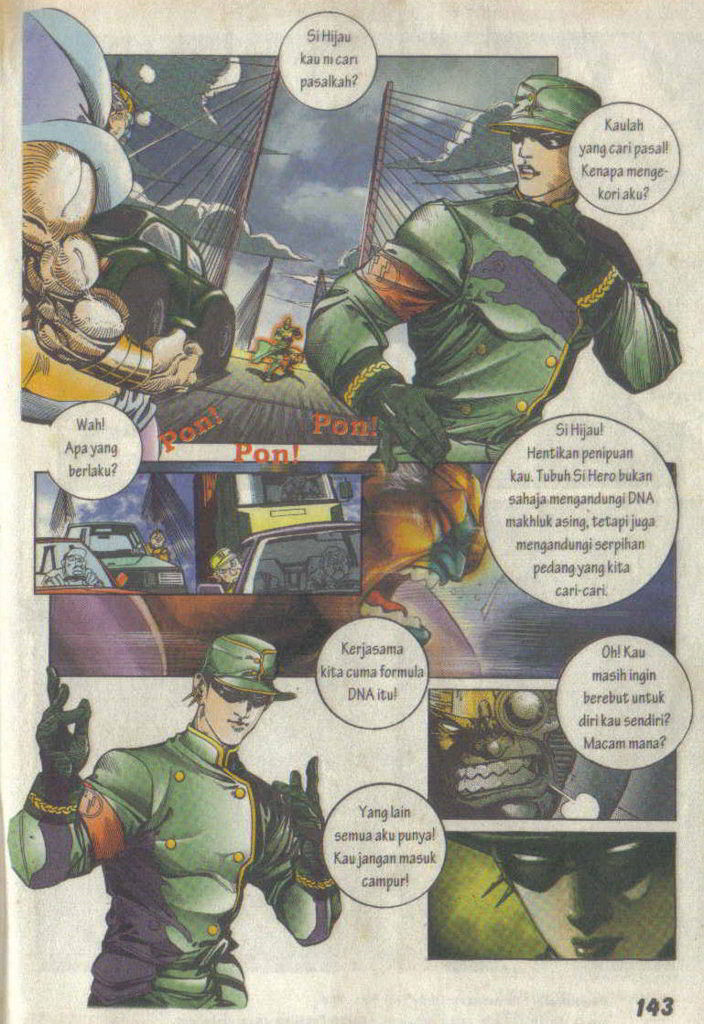 Si Hijau
kau ni cari
pasalkah?
Kaulah
yang cari pasal!
Kenapa menge-
kori aku?
Pon!
Pon!
Pon!
Wah!
Apa yang
berlaku?
Si Hijau!
Hentikan penipuan
kau. Tubuh Si Hero bukan
sahaja mengandungi DNA
makhluk asing, tetapi juga
mengandungi serpihan
pedang yang kita
cari-cari.
Kerjasama
kita cuma formula
DNA itu!
Oh! Kau
masih ingin
berebut untuk
diri kau sendiri?
Macam mana?
Yang lain
semua aku punya!
Kau jangan masuk
campur!
143